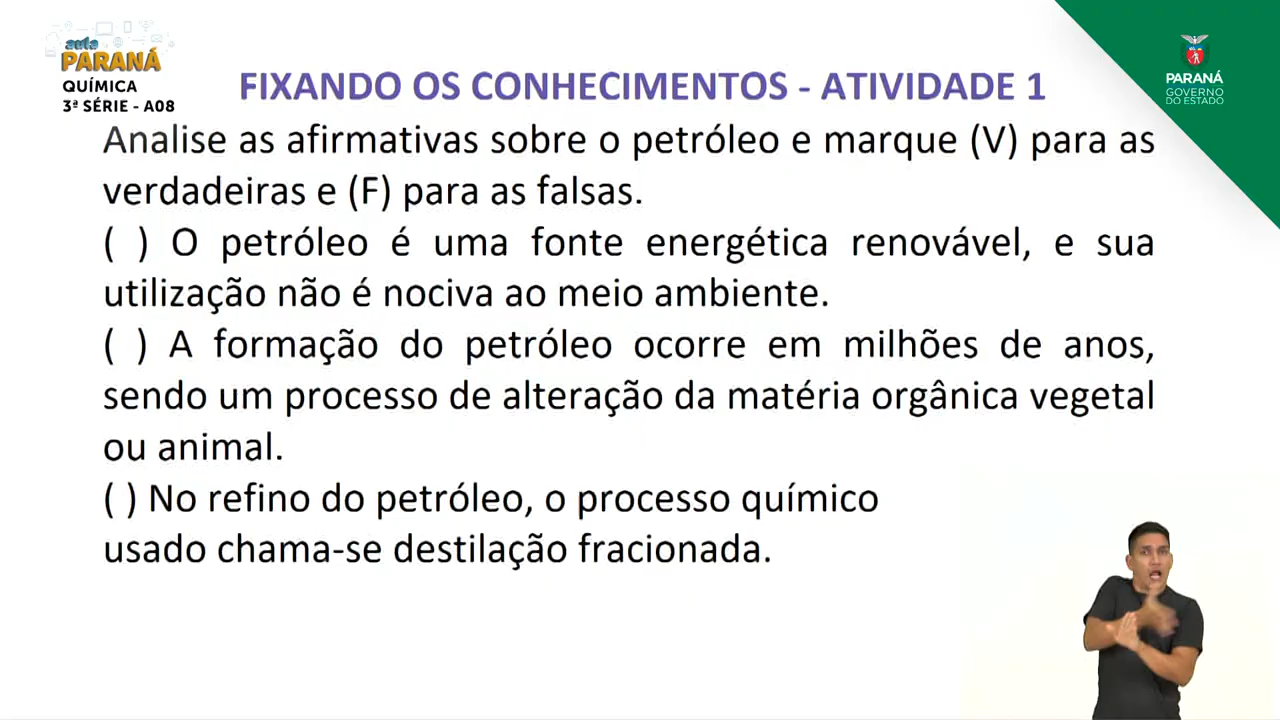 aula
PARANÁ
QUÍMICA
3ª SÉRIE - A08
FIXANDO OS CONHECIMENTOS - ATIVIDADE 1
PARANÁ
GOVERNO
DO ESTADO
Analise as afirmativas sobre o petróleo e marque (V) para as
verdadeiras e (F) para as falsas.
( ) O petróleo é uma fonte energética renovável, e sua
utilização não é nociva ao meio ambiente.
( ) A formação do petróleo ocorre em milhões de anos,
sendo um processo de alteração da matéria orgânica vegetal
ou animal.
( ) No refino do petróleo, o processo químico
usado chama-se destilação fracionada.